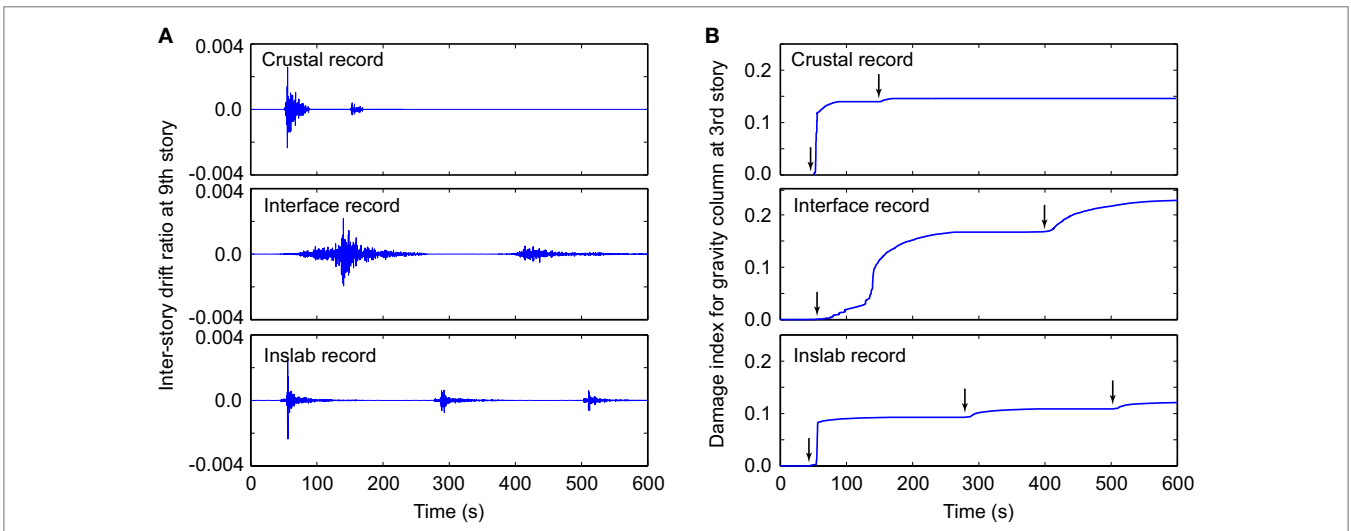 A
Inter-story drift ratio at 9th story
0.004
0.0
-0.004
Crustal record
0.004
0.0
-0.004
Interface record
0.004
0.0
-0.004
Inslab record
0 100 200 300 400 500 600
Time (s)
B
Damage index for gravity column at 3rd story
0.2
0.1
0.0
Crustal record
0.2
0.1
0.0
Interface record
0.2
0.1
0.0
Inslab record
0 100 200 300 400 500 600
Time (s)